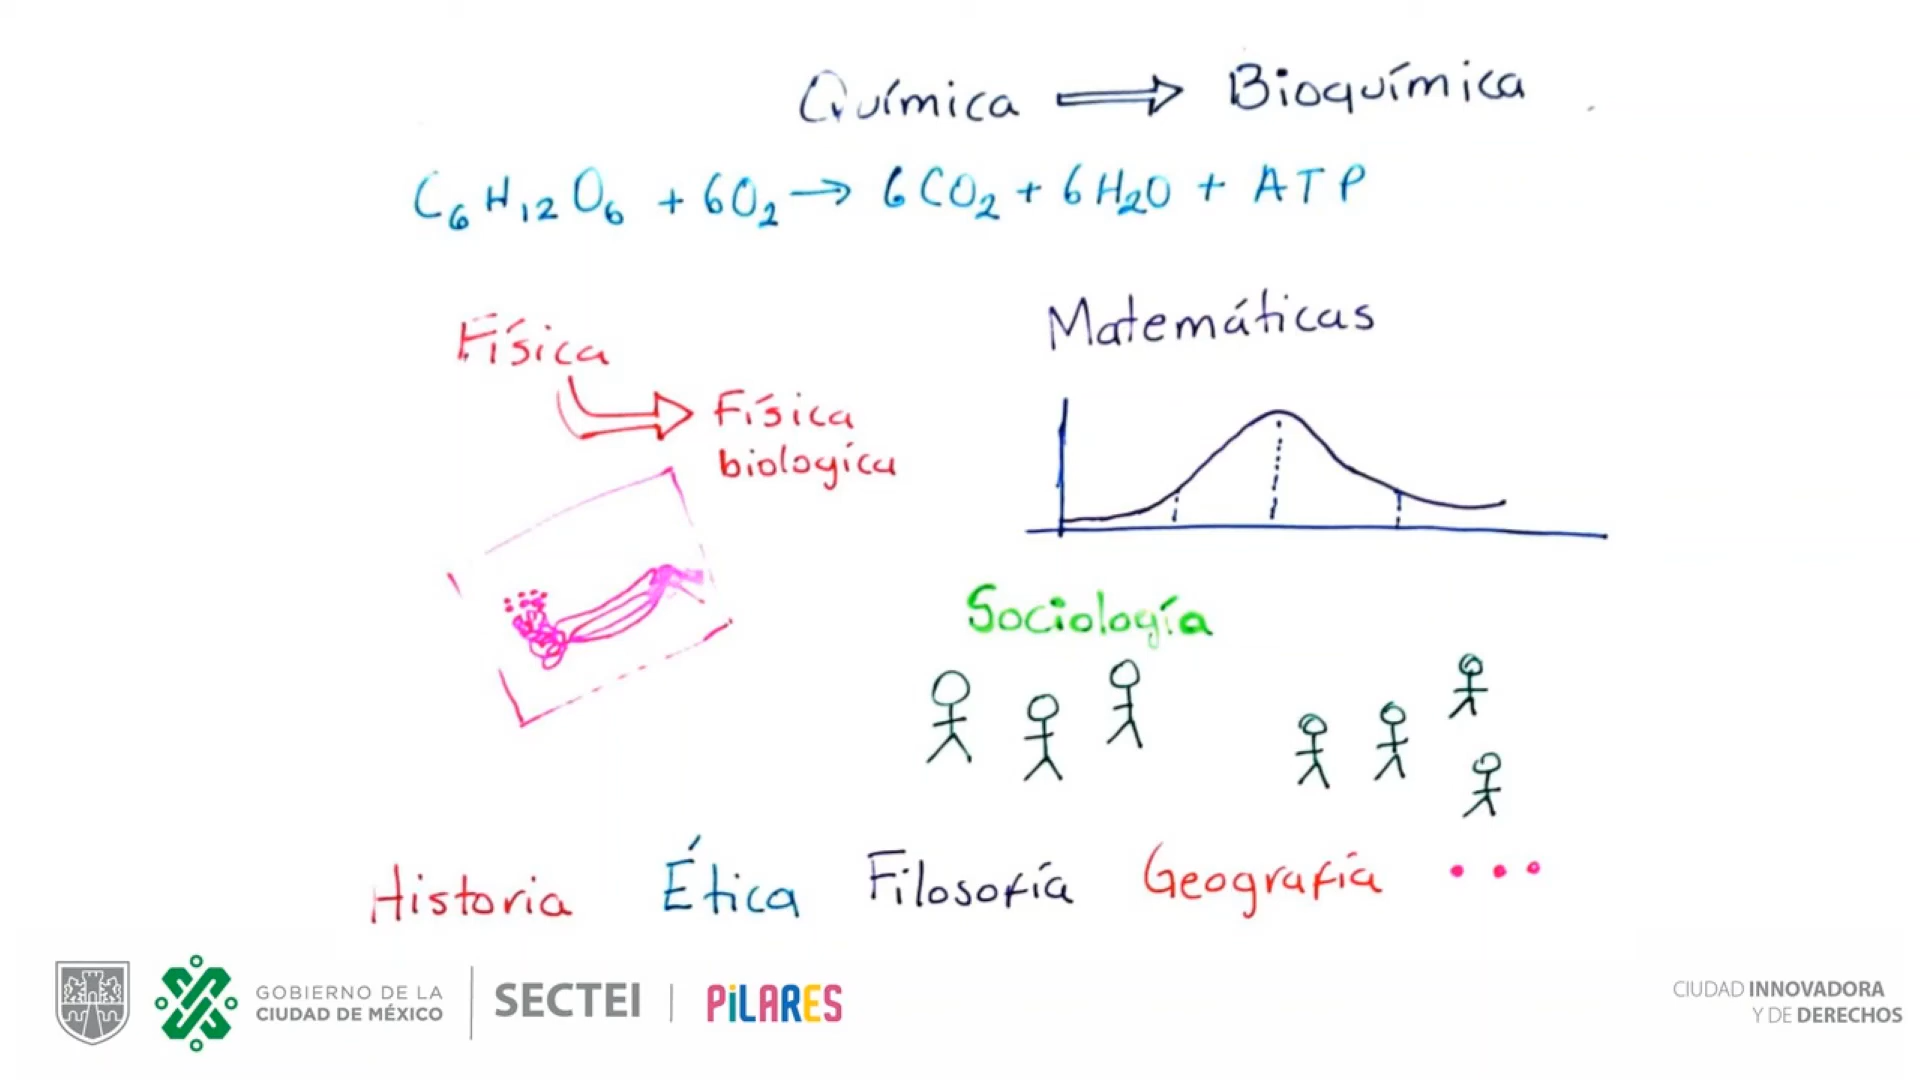 Química ⟹ Bioquímica
C₆H₁₂O₆ + 6O₂ → 6CO₂ + 6H₂O + ATP
Física
Matemáticas
Física
biologíca
Sociología
Historia Ética Filosofía Geografía ...
GOBIERNO DE LA
CIUDAD DE MÉXICO
SECTEI
PiLARES
CIUDAD INNOVADORA
Y DE DERECHOS